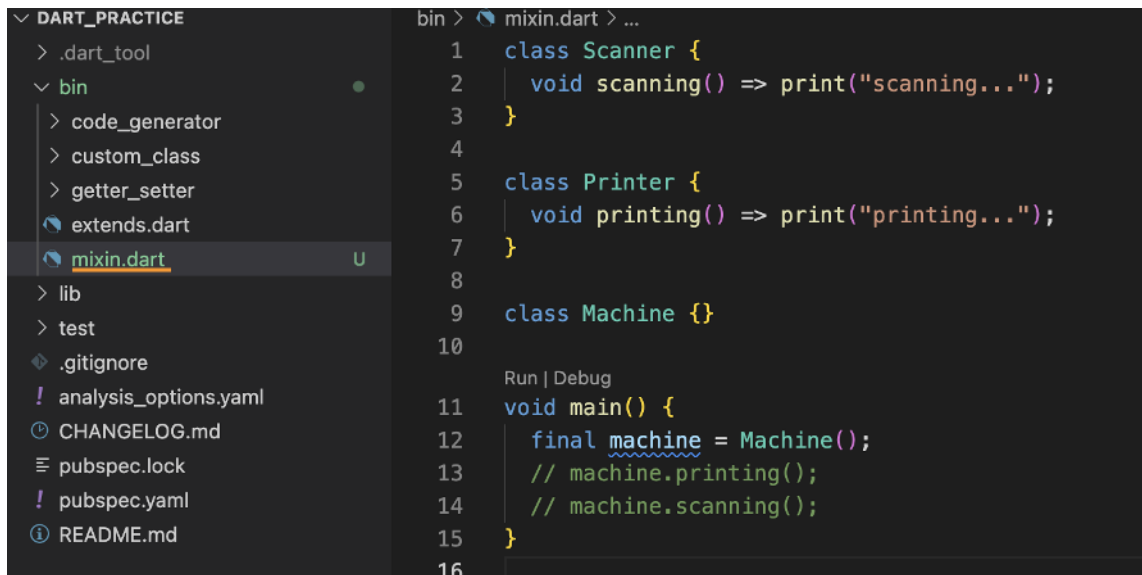 DART_PRACTICE
.dart_tool
bin
code_generator
custom_class
getter_setter
extends.dart
mixin.dart U
lib
test
.gitignore
! analysis_options.yaml
CHANGELOG.md
pubspec.lock
! pubspec.yaml
README.md
bin > mixin.dart > ...
1 class Scanner {
2 void scanning() => print("scanning...");
3 }
4
5 class Printer {
6 void printing() => print("printing...");
7 }
8
9 class Machine {}
10
Run | Debug
11 void main() {
12 final machine = Machine();
13 // machine.printing();
14 // machine.scanning();
15 }
16